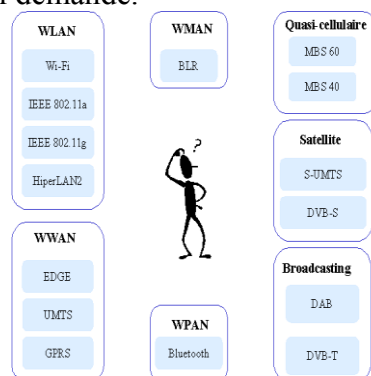 demande.
WLAN
Wi-Fi
IEEE 802.11a
IEEE 802.11g
HiperLAN2
WMAN
BLR
Quasi-cellulaire
MBS 60
MBS 40
?
Satellite
S-UMTS
DVB-S
WWAN
EDGE
UMTS
GPRS
WPAN
Bluetooth
Broadcasting
DAB
DVB-T